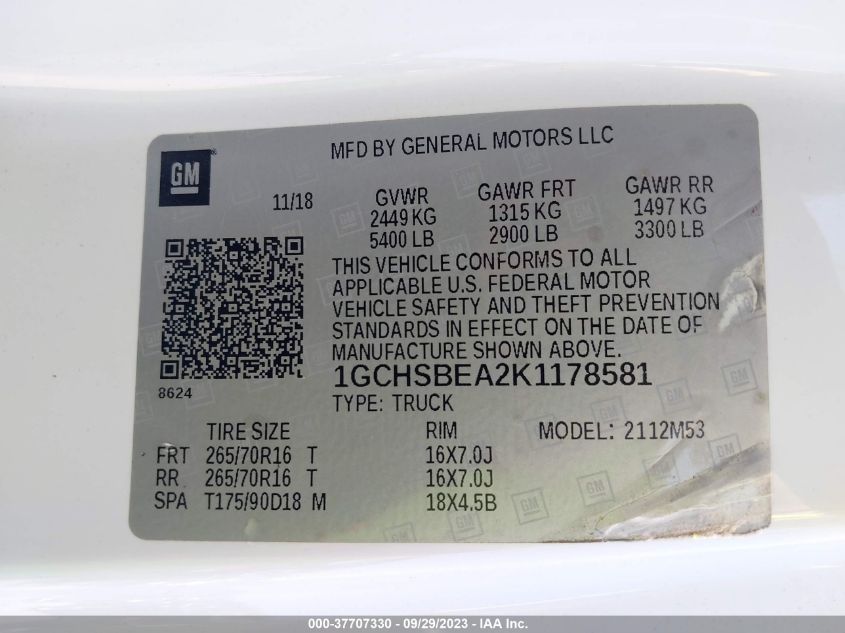 MFD BY GENERAL MOTORS LLC
GM
11/18
GVWR GAWR FRT GAWR RR
2449 KG 1315 KG 1497 KG
5400 LB 2900 LB 3300 LB
THIS VEHICLE CONFORMS TO ALL
APPLICABLE U.S. FEDERAL MOTOR
VEHICLE SAFETY AND THEFT PREVENTION
STANDARDS IN EFFECT ON THE DATE OF
MANUFACTURE SHOWN ABOVE.
8624
1GCHSBEA2K1178581
TYPE: TRUCK
TIRE SIZE RIM MODEL: 2112M53
FRT 265/70R16 T 16X7.0J
RR 265/70R16 T 16X7.0J
SPA T175/90D18 M 18X4.5B
000-37707330 - 09/29/2023 - IAA Inc.